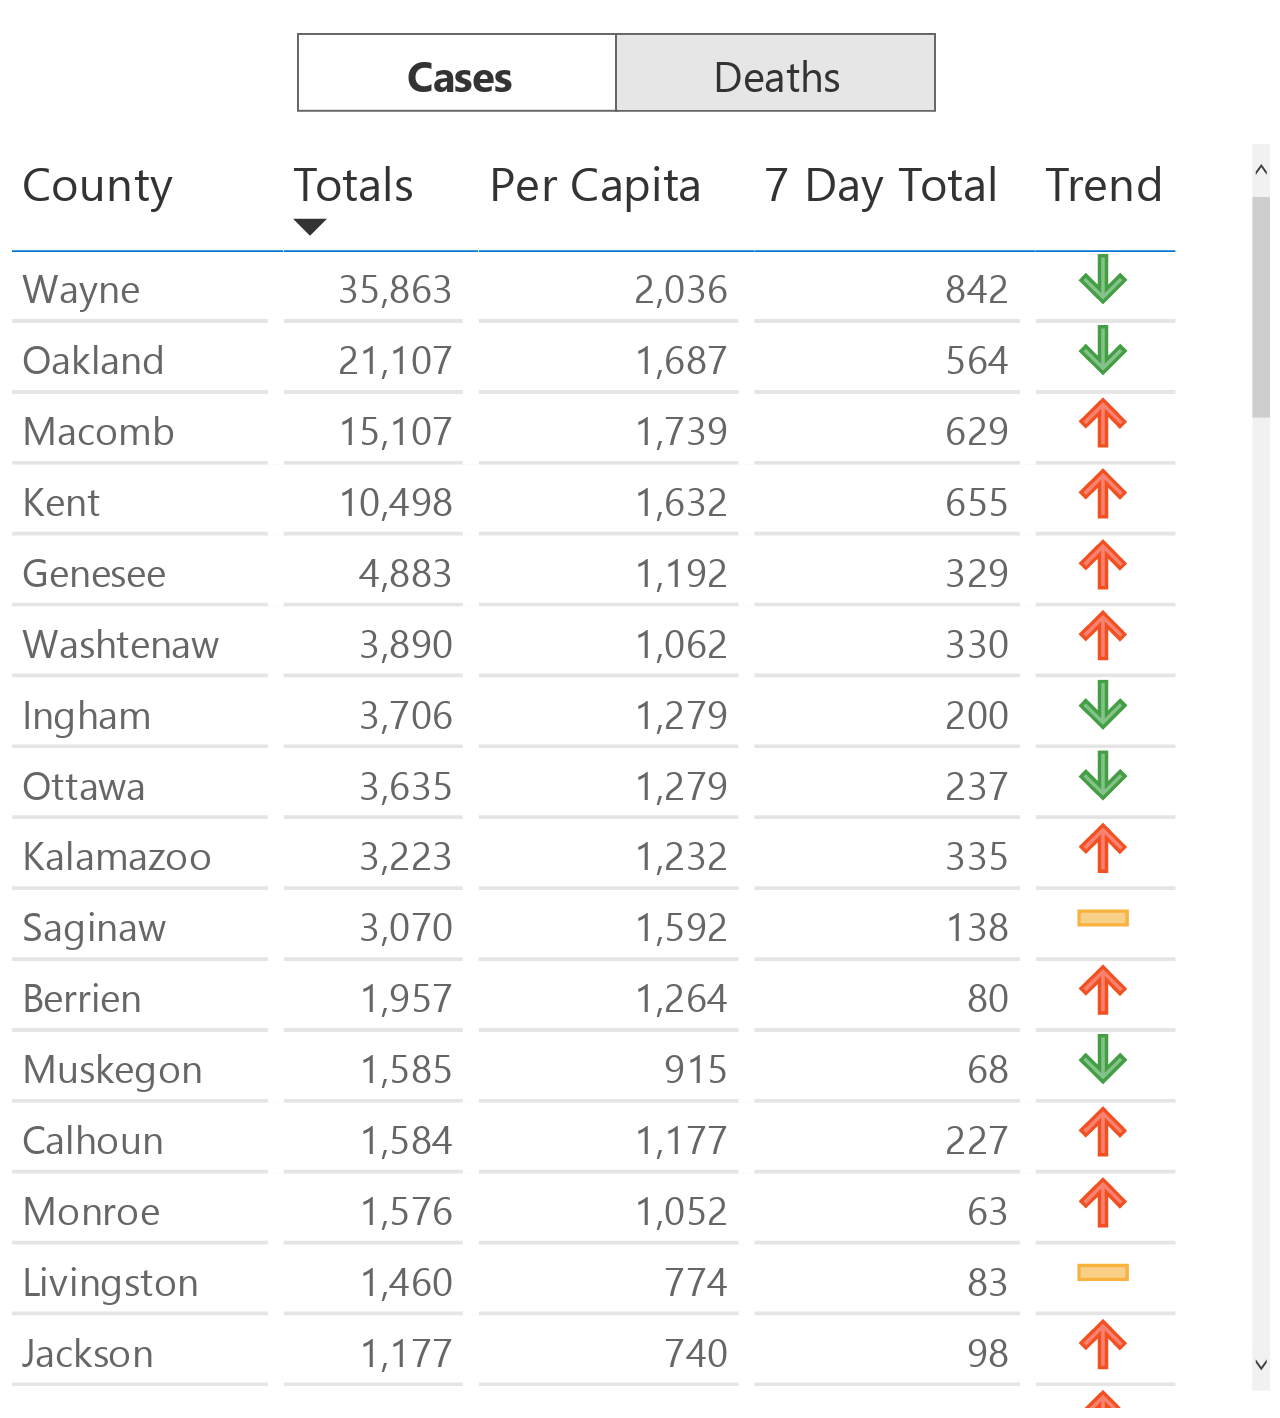 Cases Deaths
County Totals Per Capita 7 Day Total Trend
Wayne 35,863 2,036 842
Oakland 21,107 1,687 564
Macomb 15,107 1,739 629
Kent 10,498 1,632 655
Genesee 4,883 1,192 329
Washtenaw 3,890 1,062 330
Ingham 3,706 1,279 200
Ottawa 3,635 1,279 237
Kalamazoo 3,223 1,232 335
Saginaw 3,070 1,592 138
Berrien 1,957 1,264 80
Muskegon 1,585 915 68
Calhoun 1,584 1,177 227
Monroe 1,576 1,052 63
Livingston 1,460 774 83
Jackson 1,177 740 98